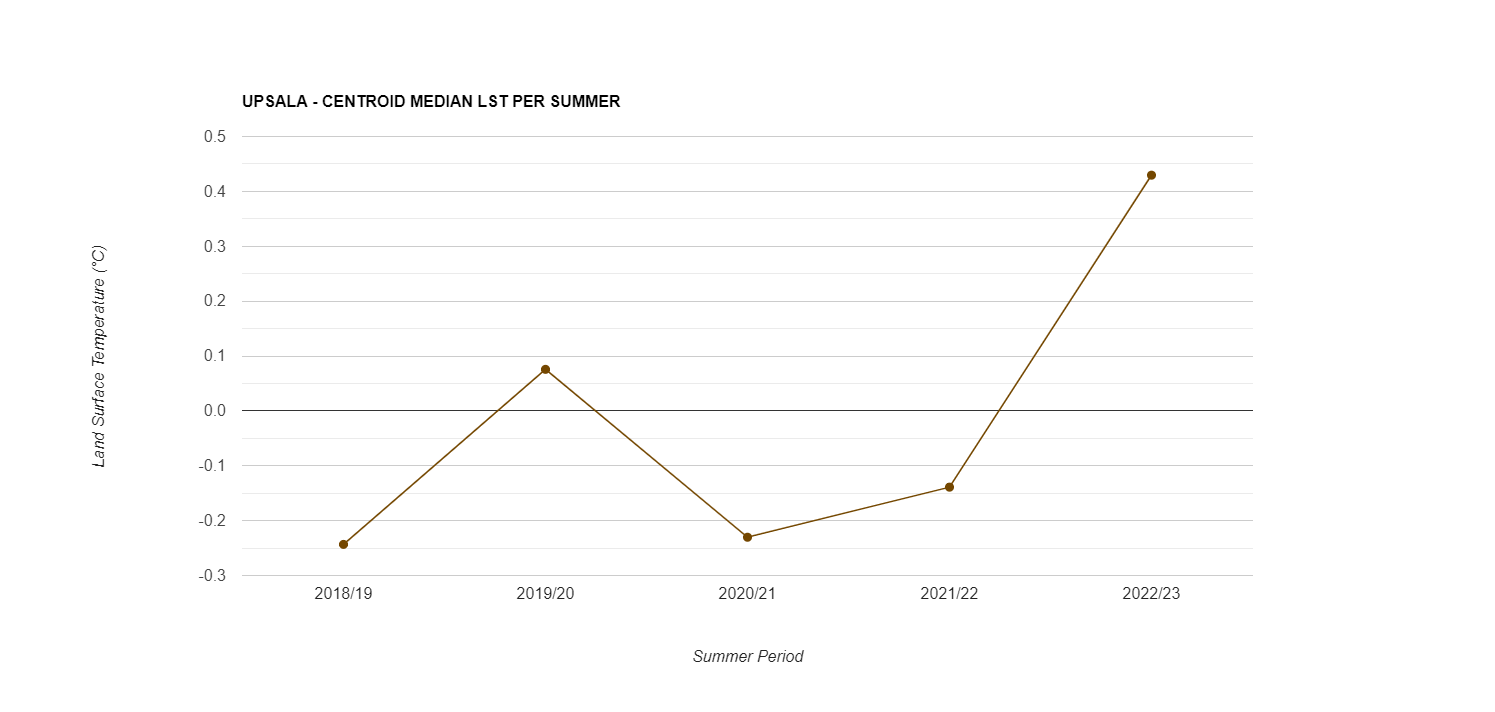 UPSALA - CENTROID MEDIAN LST PER SUMMER
Land Surface Temperature (°C)
0.5
0.4
0.3
0.2
0.1
0.0
-0.1
-0.2
-0.3
2018/19 2019/20 2020/21 2021/22 2022/23
Summer Period